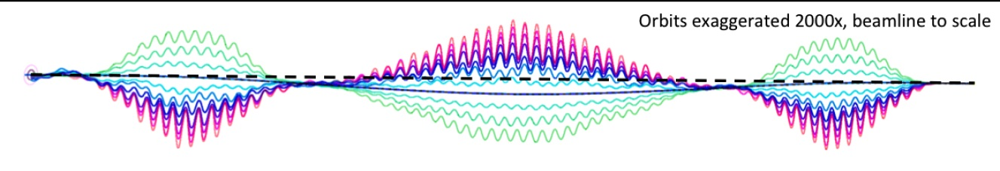 Orbits exaggerated 2000x, beamline to scale